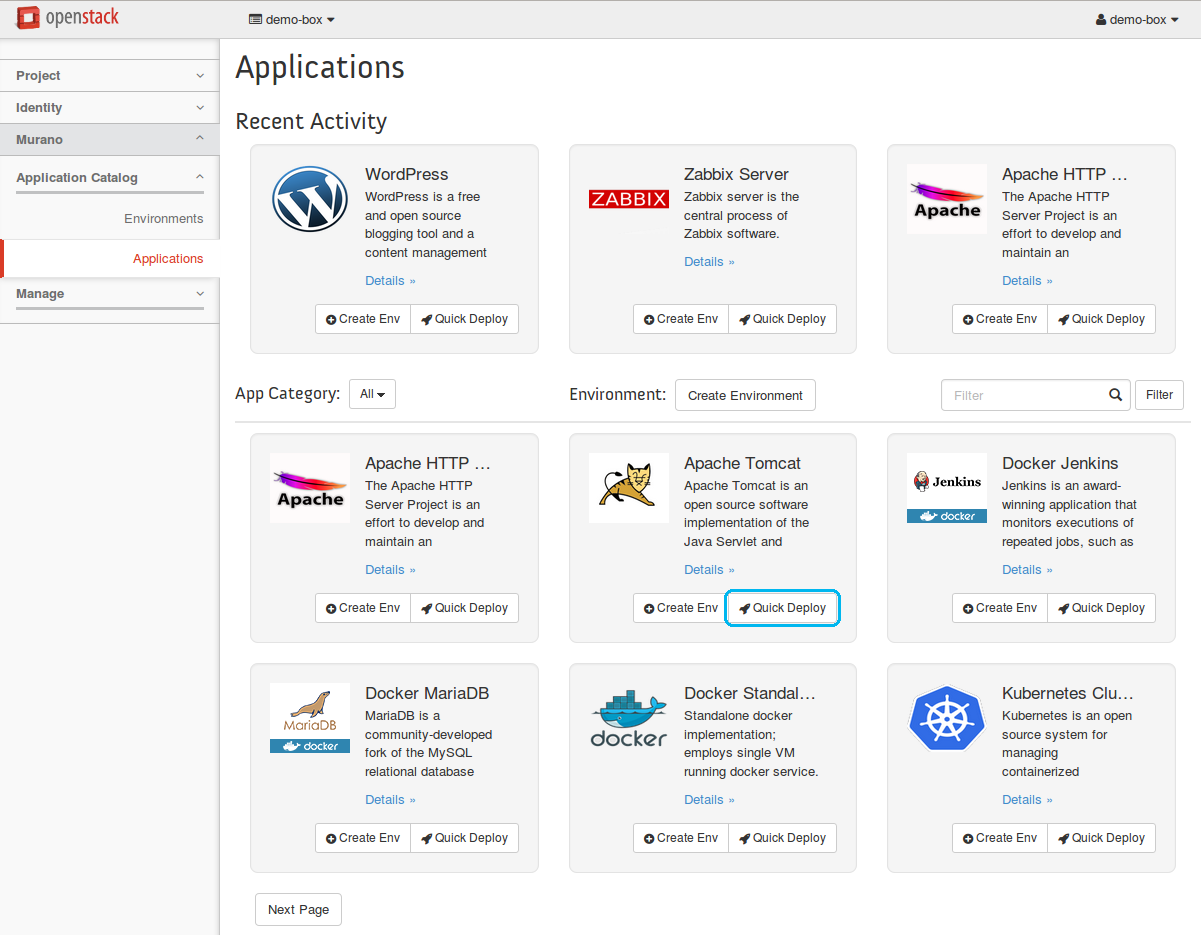 openstack
demo-box
demo-box
Project
Identity
Murano
Application Catalog
Environments
Applications
Manage
Applications
Recent Activity
WordPress
WordPress is a free
and open source
blogging tool and a
content management
Details »
Create Env
Quick Deploy
ZABBIX
Zabbix Server
Zabbix server is the
central process of
Zabbix software.
Details »
Create Env
Quick Deploy
Apache
Apache HTTP ...
The Apache HTTP
Server Project is an
effort to develop and
maintain an
Details »
Create Env
Quick Deploy
App Category:
All
Environment:
Create Environment
Filter
Filter
Apache
Apache HTTP ...
The Apache HTTP
Server Project is an
effort to develop and
maintain an
Details »
Create Env
Quick Deploy
Apache Tomcat
Apache Tomcat is an
open source software
implementation of the
Java Servlet and
Details »
Create Env
Quick Deploy
Jenkins
docker
Docker Jenkins
Jenkins is an award-
winning application that
monitors executions of
repeated jobs, such as
Details »
Create Env
Quick Deploy
MariaDB
docker
Docker MariaDB
MariaDB is a
community-developed
fork of the MySQL
relational database
Details »
Create Env
Quick Deploy
docker
Docker Standal...
Standalone docker
implementation;
employs single VM
running docker service.
Details »
Create Env
Quick Deploy
Kubernetes Clu...
Kubernetes is an open
source system for
managing
containerized
Details »
Create Env
Quick Deploy
Next Page